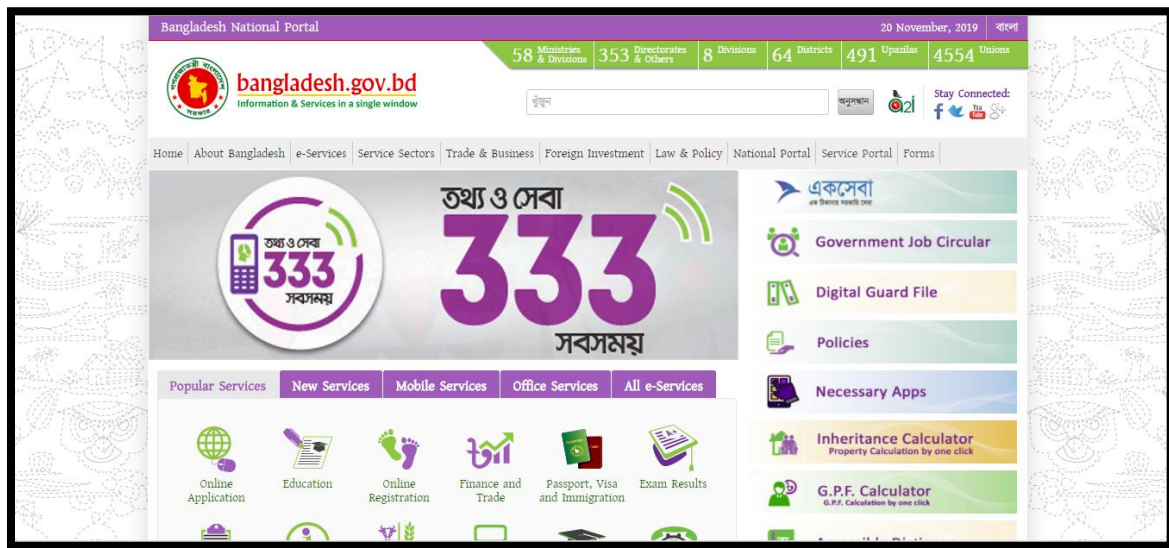 Bangladesh National Portal
20 November, 2019
বাংলা
58 Ministries & Divisions
353 Directorates & Others
8 Divisions
64 Districts
491 Upazilas
4554 Unions
bangladesh.gov.bd
Information & Services in a single window
খুঁজুন
অনুসন্ধান
a2i
Stay Connected:
Home About Bangladesh e-Services Service Sectors Trade & Business Foreign Investment Law & Policy National Portal Service Portal Forms
তথ্য ও সেবা
333
সবসময়
তথ্য ও সেবা
333
সবসময়
একসেবা
Government Job Circular
Digital Guard File
Policies
Necessary Apps
Inheritance Calculator
Property Calculation by one click
G.P.F. Calculator
G.P.F. Calculation by one click
Popular Services
New Services
Mobile Services
Office Services
All e-Services
Online
Application
Education
Online
Registration
Finance and
Trade
Passport, Visa
and Immigration
Exam Results